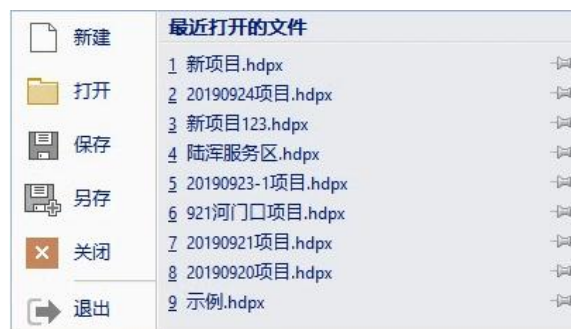 新建
打开
保存
另存
关闭
退出
最近打开的文件
1 新项目.hdpx
2 20190924项目.hdpx
3 新项目123.hdpx
4 陆浑服务区.hdpx
5 20190923-1项目.hdpx
6 921河门口项目.hdpx
7 20190921项目.hdpx
8 20190920项目.hdpx
9 示例.hdpx